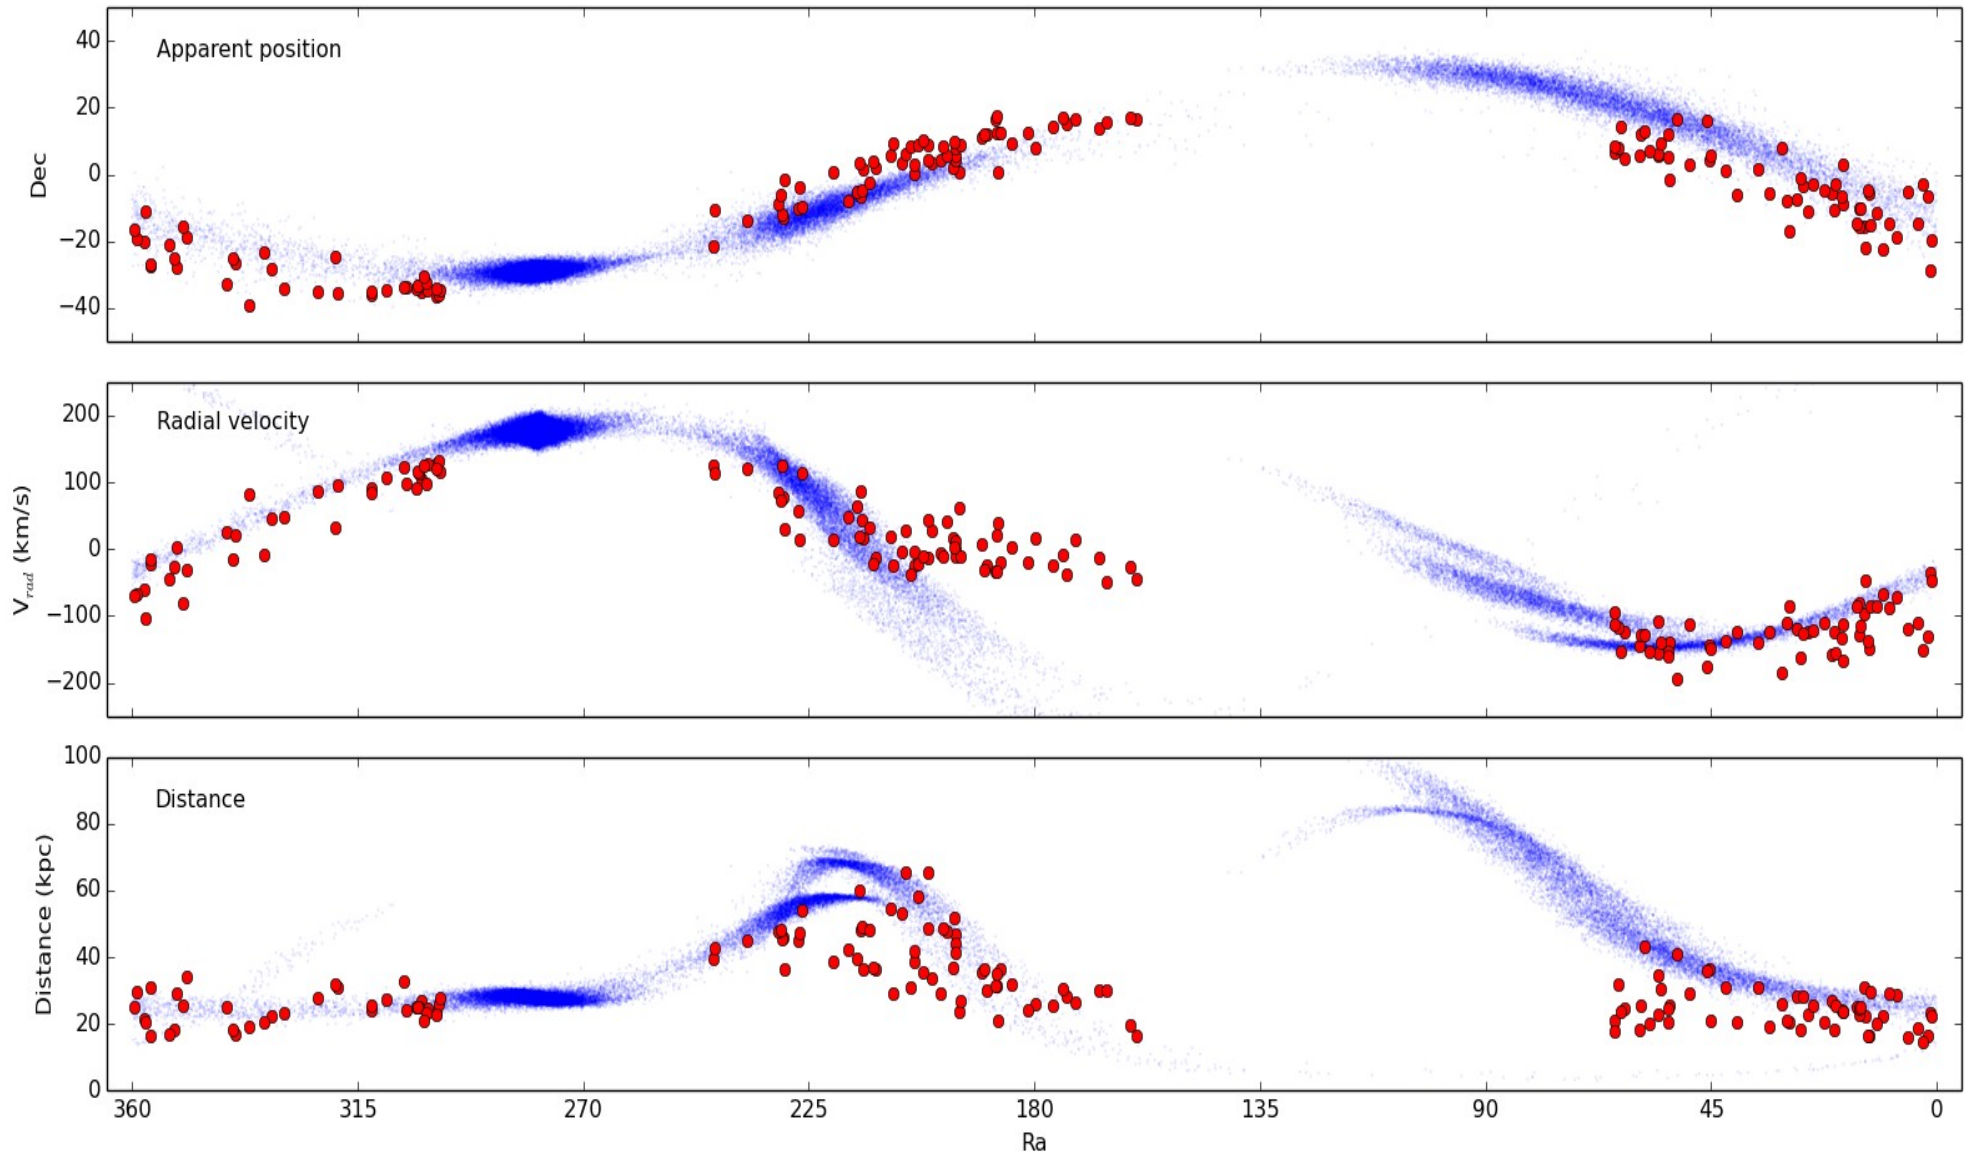 40
20
0
−20
−40
Dec
Apparent position
200
100
0
−100
−200
Vrad (km/s)
Radial velocity
100
80
60
40
20
0
Distance (kpc)
Distance
360 315 270 225 180 135 90 45 0
Ra